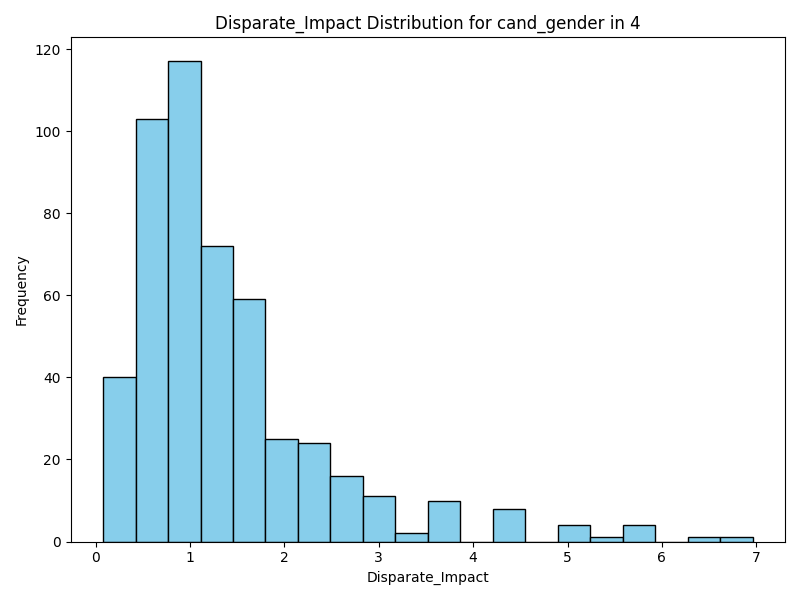 Disparate_Impact Distribution for cand_gender in 4
120
100
80
60
40
20
0
Frequency
0 1 2 3 4 5 6 7
Disparate_Impact